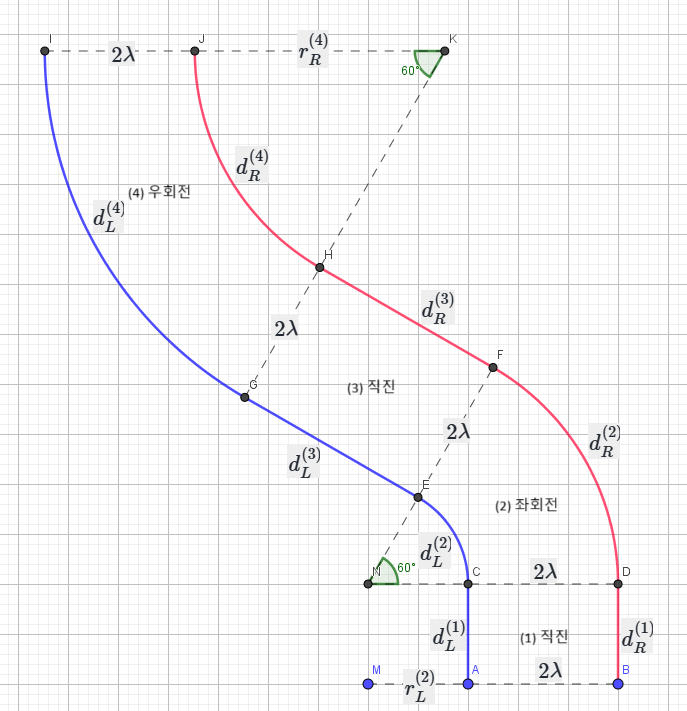 I
2λ
J
r_R^{(4)}
K
60°
d_R^{(4)}
(4) 우회전
d_L^{(4)}
H
d_R^{(3)}
2λ
F
G
(3) 직진
2λ
d_R^{(2)}
d_L^{(3)}
E
(2) 좌회전
d_L^{(2)}
N
60°
C
2λ
D
d_L^{(1)}
(1) 직진
d_R^{(1)}
M
r_L^{(2)}
A
2λ
B